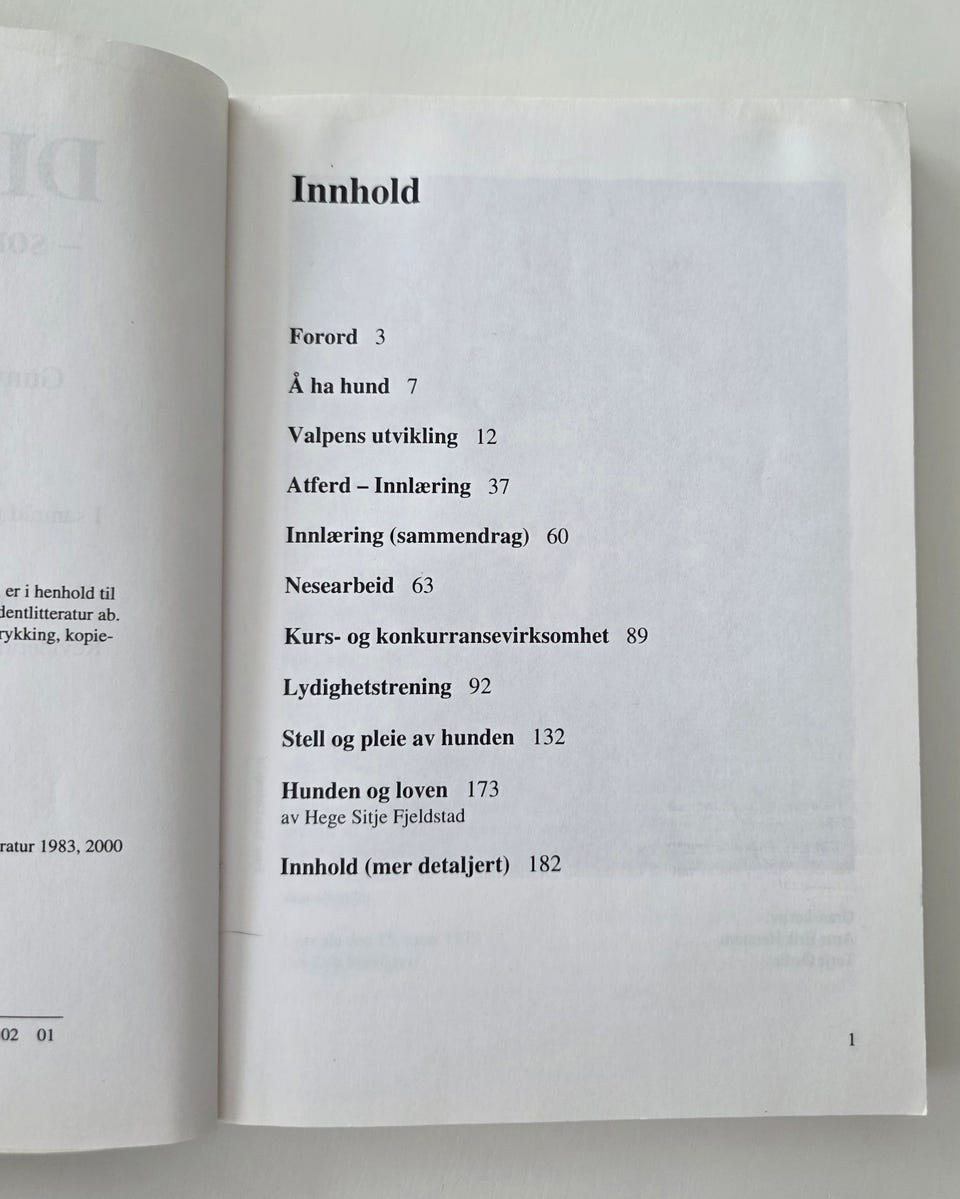 er i henhold til
dentlitteratur ab.
rykking, kopie-
ratur 1983, 2000
02 01
Innhold
Forord 3
Å ha hund 7
Valpens utvikling 12
Atferd – Innlæring 37
Innlæring (sammendrag) 60
Nesearbeid 63
Kurs- og konkurransevirksomhet 89
Lydighetstrening 92
Stell og pleie av hunden 132
Hunden og loven 173
av Hege Sitje Fjeldstad
Innhold (mer detaljert) 182
1